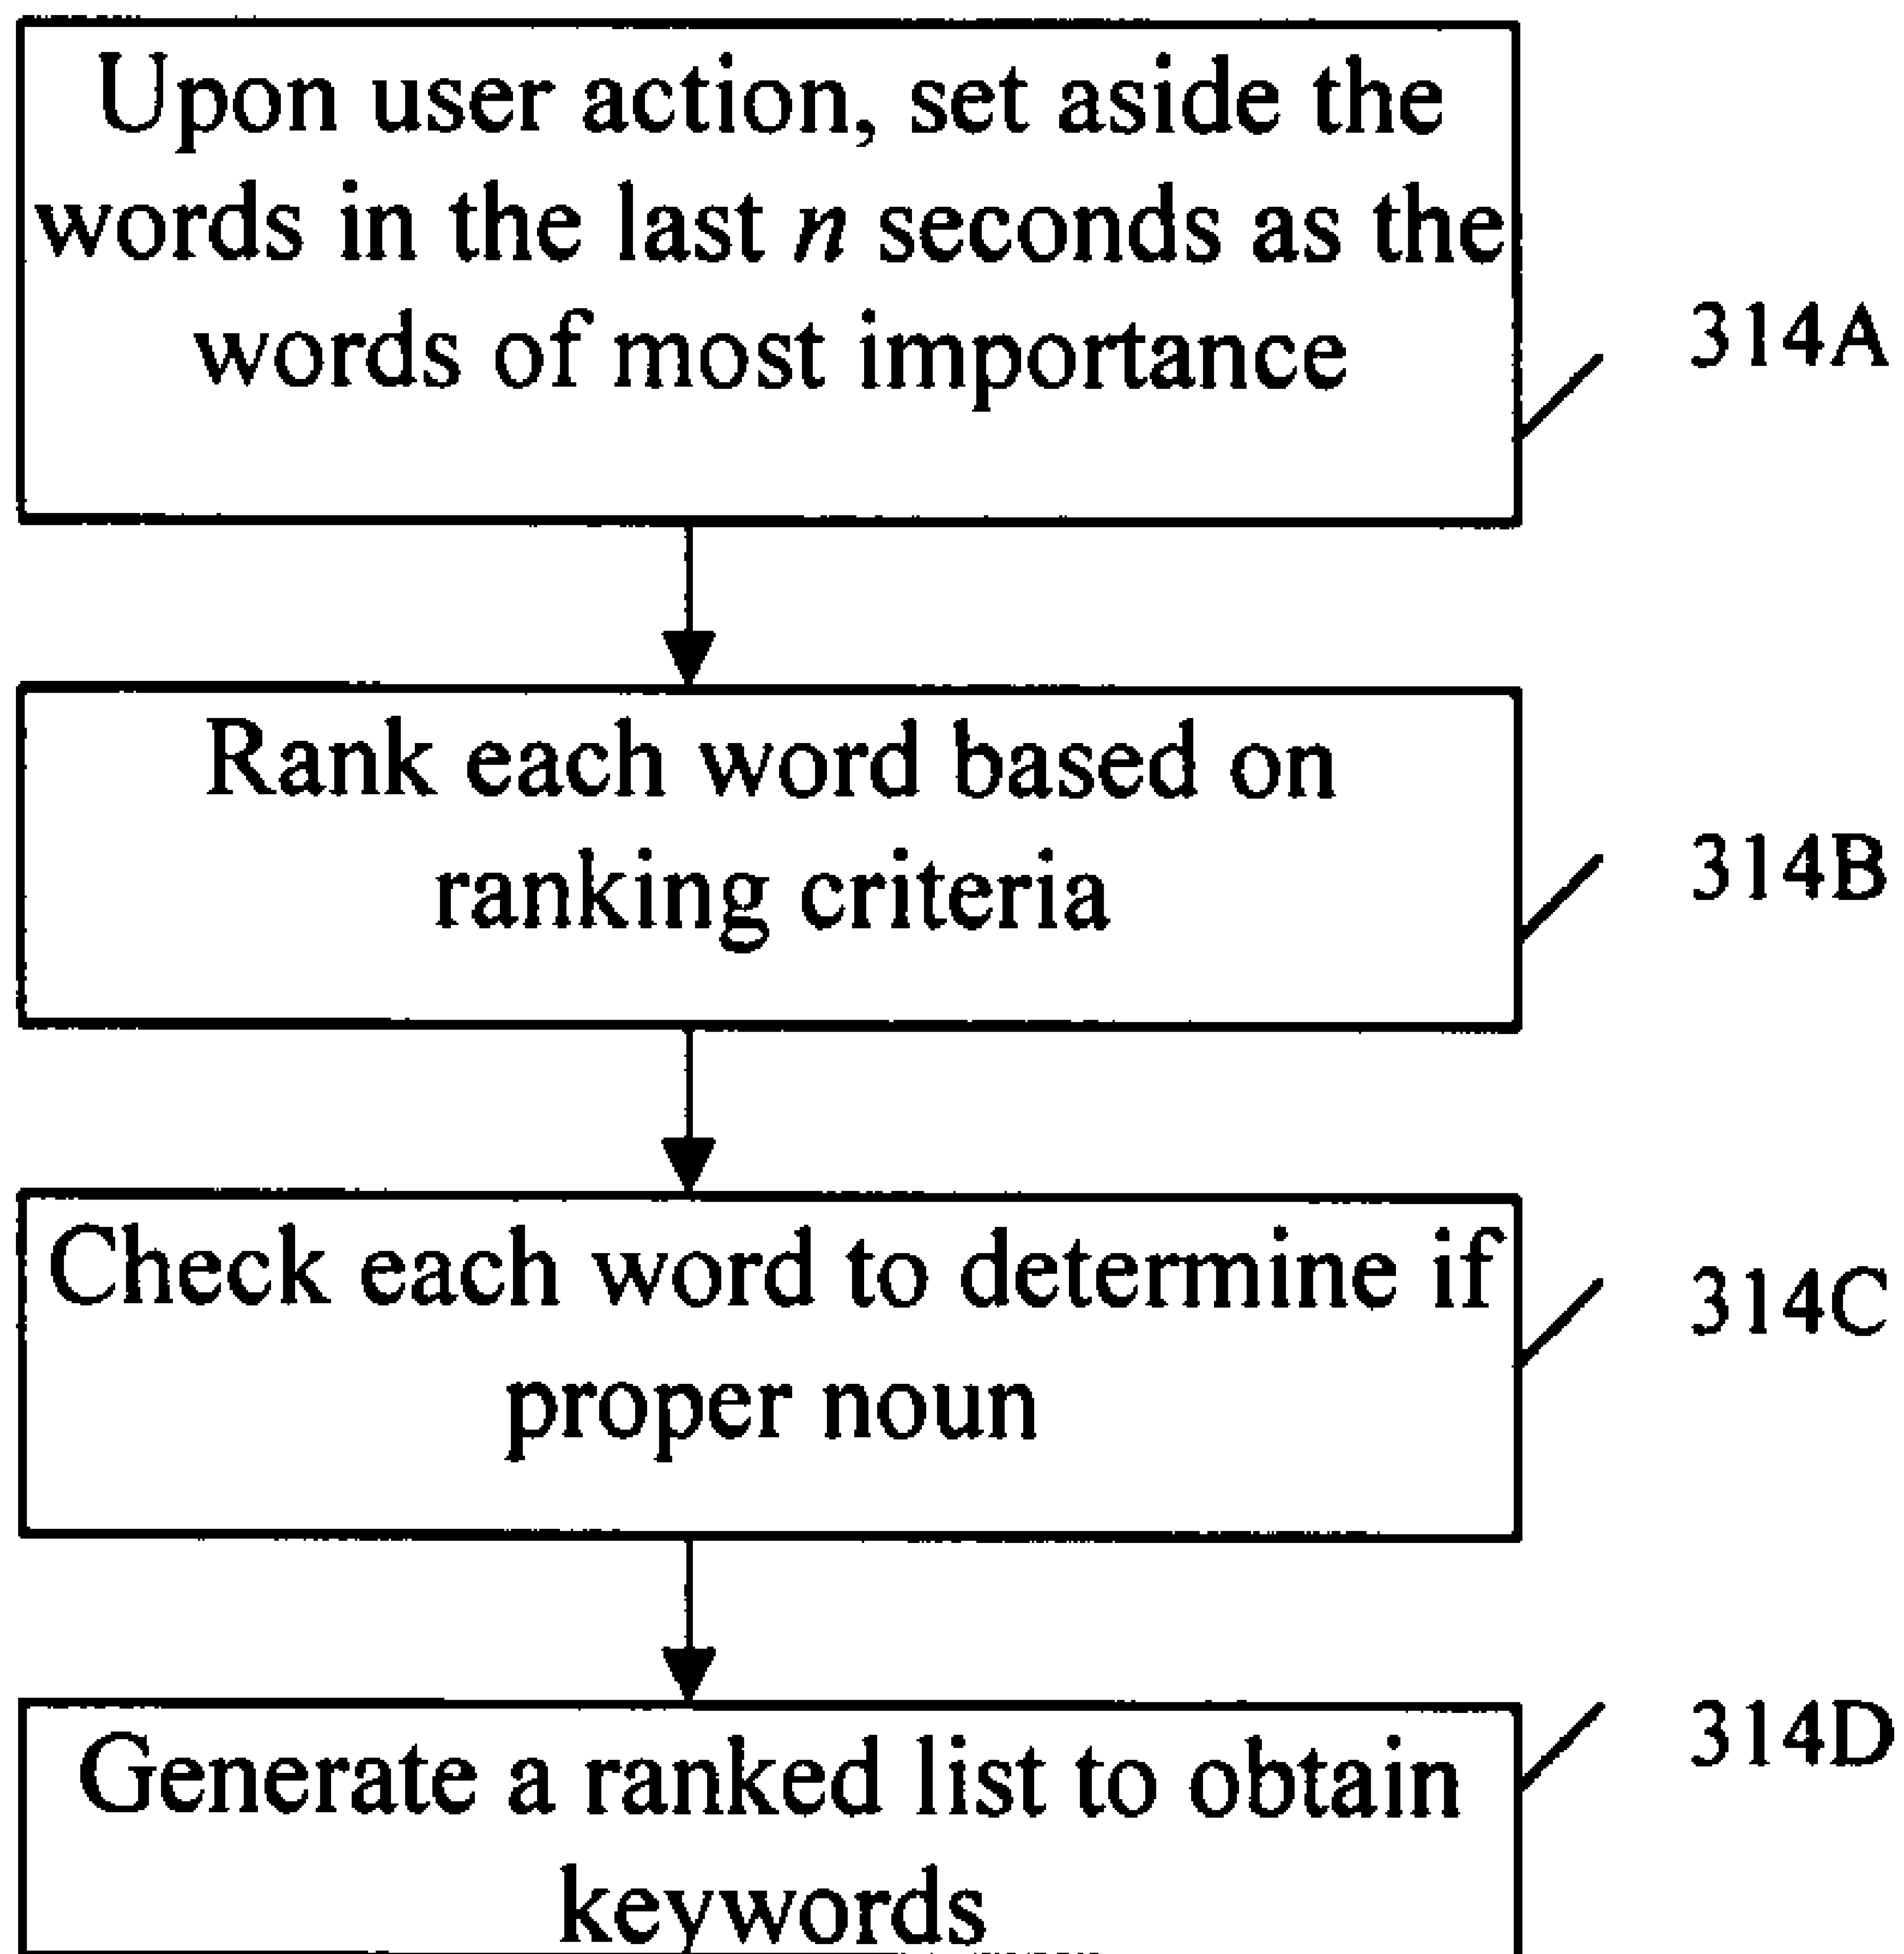 Upon user action, set aside the
words in the last n seconds as the
words of most importance
314A
Rank each word based on
ranking criteria
314B
Check each word to determine if
proper noun
314C
Generate a ranked list to obtain
keywords
314D